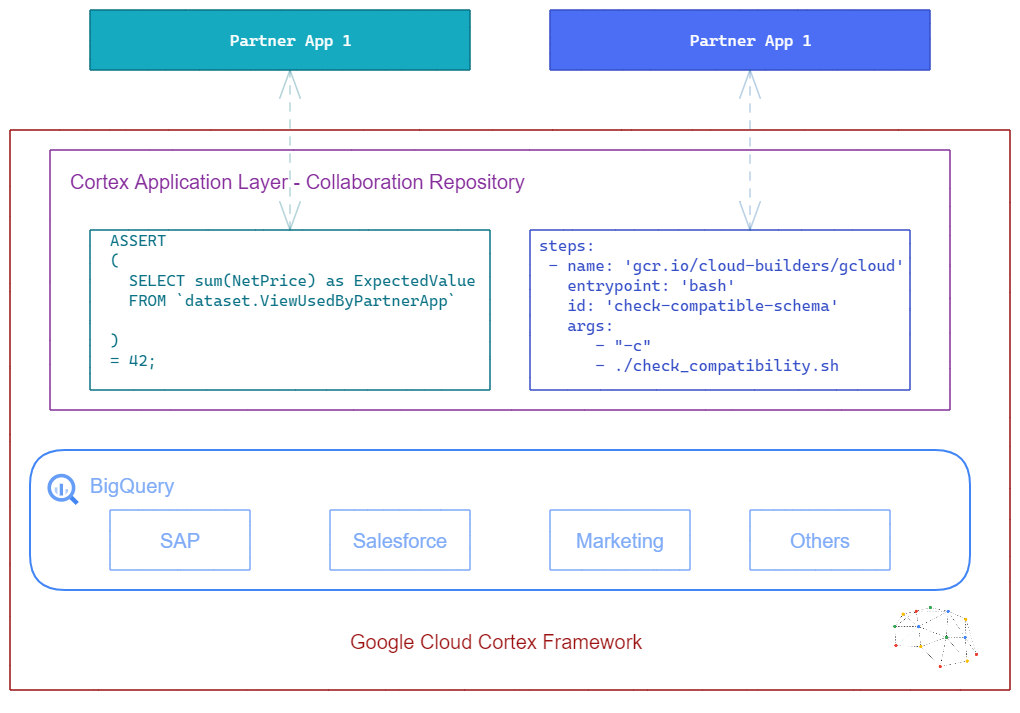 Partner App 1
Partner App 1
Cortex Application Layer - Collaboration Repository
ASSERT
(
  SELECT sum(NetPrice) as ExpectedValue
  FROM `dataset.ViewUsedByPartnerApp`
)
= 42;
steps:
 - name: 'gcr.io/cloud-builders/gcloud'
   entrypoint: 'bash'
   id: 'check-compatible-schema'
   args:
      - "-c"
      - ./check_compatibility.sh
BigQuery
SAP
Salesforce
Marketing
Others
Google Cloud Cortex Framework